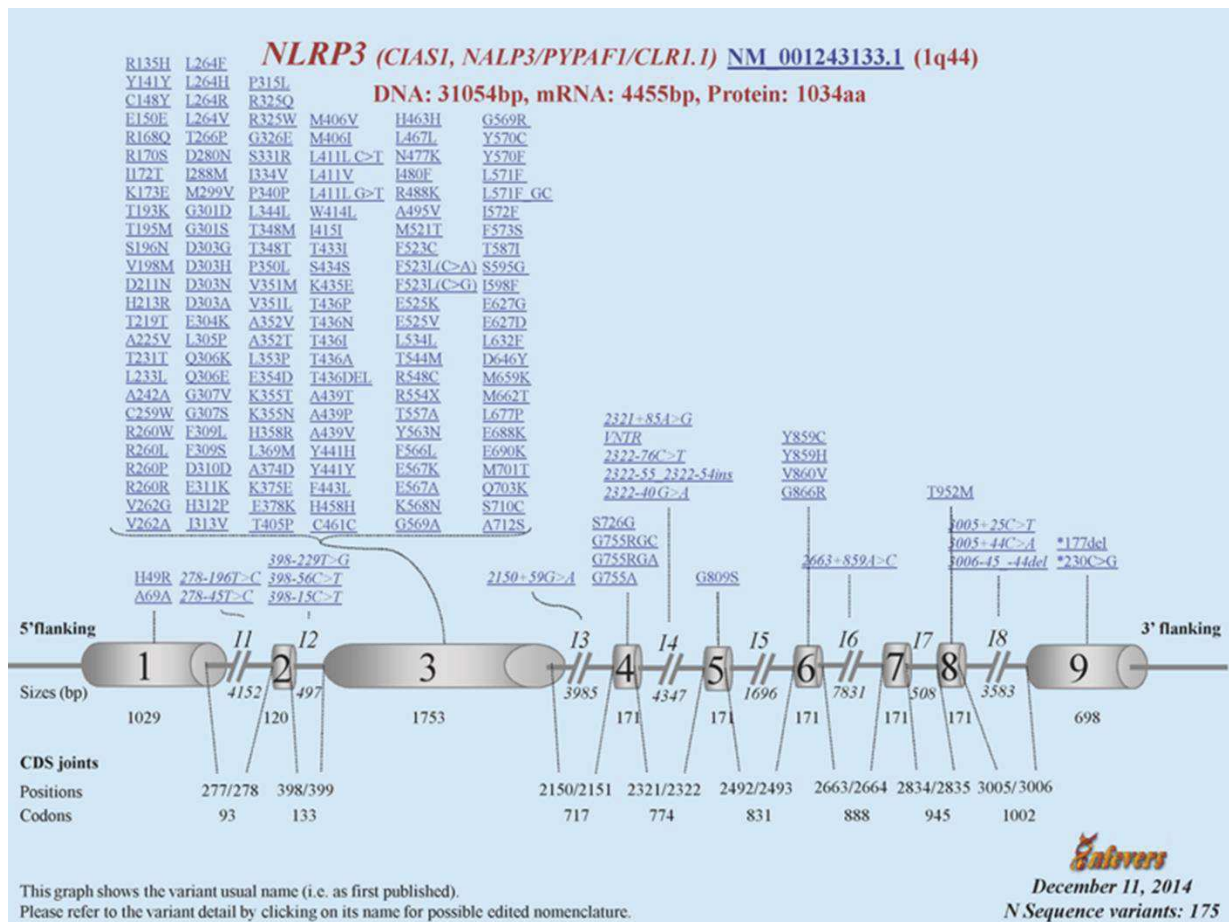 NLRP3 (CIAS1, NALP3/PYPAF1/CLR1.1) NM_001243133.1 (1q44)
DNA: 31054bp, mRNA: 4455bp, Protein: 1034aa
R135H L264F
Y141Y L264H P315L
C148Y L264R R325Q
E150E L264V R325W M406V H463H G569R
R168Q T266P G326E M406I L467L Y570C
R170S D280N S331R L411L C>T N477K Y570F
I172T I288M I334V L411V I480F L571F
K173E M299V P340P L411L G>T R488K L571F_GC
T193K G301D L344L W414L A495V I572F
T195M G301S T348M I415I M521T F573S
S196N D303G T348T T433I F523C T587I
V198M D303H P350L S434S F523L(C>A) S595G
D211N D303N V351M K435E F523L(C>G) I598F
H213R D303A V351L T436P E525K E627G
T219T E304K A352V T436N E525V E627D
A225V L305P A352T T436I L534L L632F
T231T Q306K L353P T436A T544M D646Y
L233L Q306E E354D T436DEL R548C M659K
A242A G307V K355T A439T R554X M662T
C259W G307S K355N A439P T557A L677P
R260W F309L H358R A439V Y563N E688K
R260L F309S L369M Y441H F566L E690K
R260P D310D A374D Y441Y E567K M701T
R260R E311K K375E F443L E567A Q703K
V262G H312P E378K H458H K568N S710C
V262A I313V T405P C461C G569A A712S
2321+85A>G
VNTR
2322-76C>T
2322-55_2322-54ins
2322-40G>A
Y859C
Y859H
V860V
G866R
T952M
S726G
G755RGC
G755RGA
G755A
3005+25C>T
3005+44C>A
3006-45_-44del
*177del
*230C>G
H49R
A69A
278-196T>C
278-45T>C
398-229T>G
398-56C>T
398-15C>T
2150+59G>A
G809S
2663+859A>C
5'flanking I1 I2 I3 I4 I5 I6 I7 I8 3' flanking
1 2 3 4 5 6 7 8 9
Sizes (bp) 4152 497 3985 4347 1696 7831 508 3583
1029 120 1753 171 171 171 171 171 698
CDS joints
Positions 277/278 398/399 2150/2151 2321/2322 2492/2493 2663/2664 2834/2835 3005/3006
Codons 93 133 717 774 831 888 945 1002
infevers
This graph shows the variant usual name (i.e. as first published).
Please refer to the variant detail by clicking on its name for possible edited nomenclature.
December 11, 2014
N Sequence variants: 175